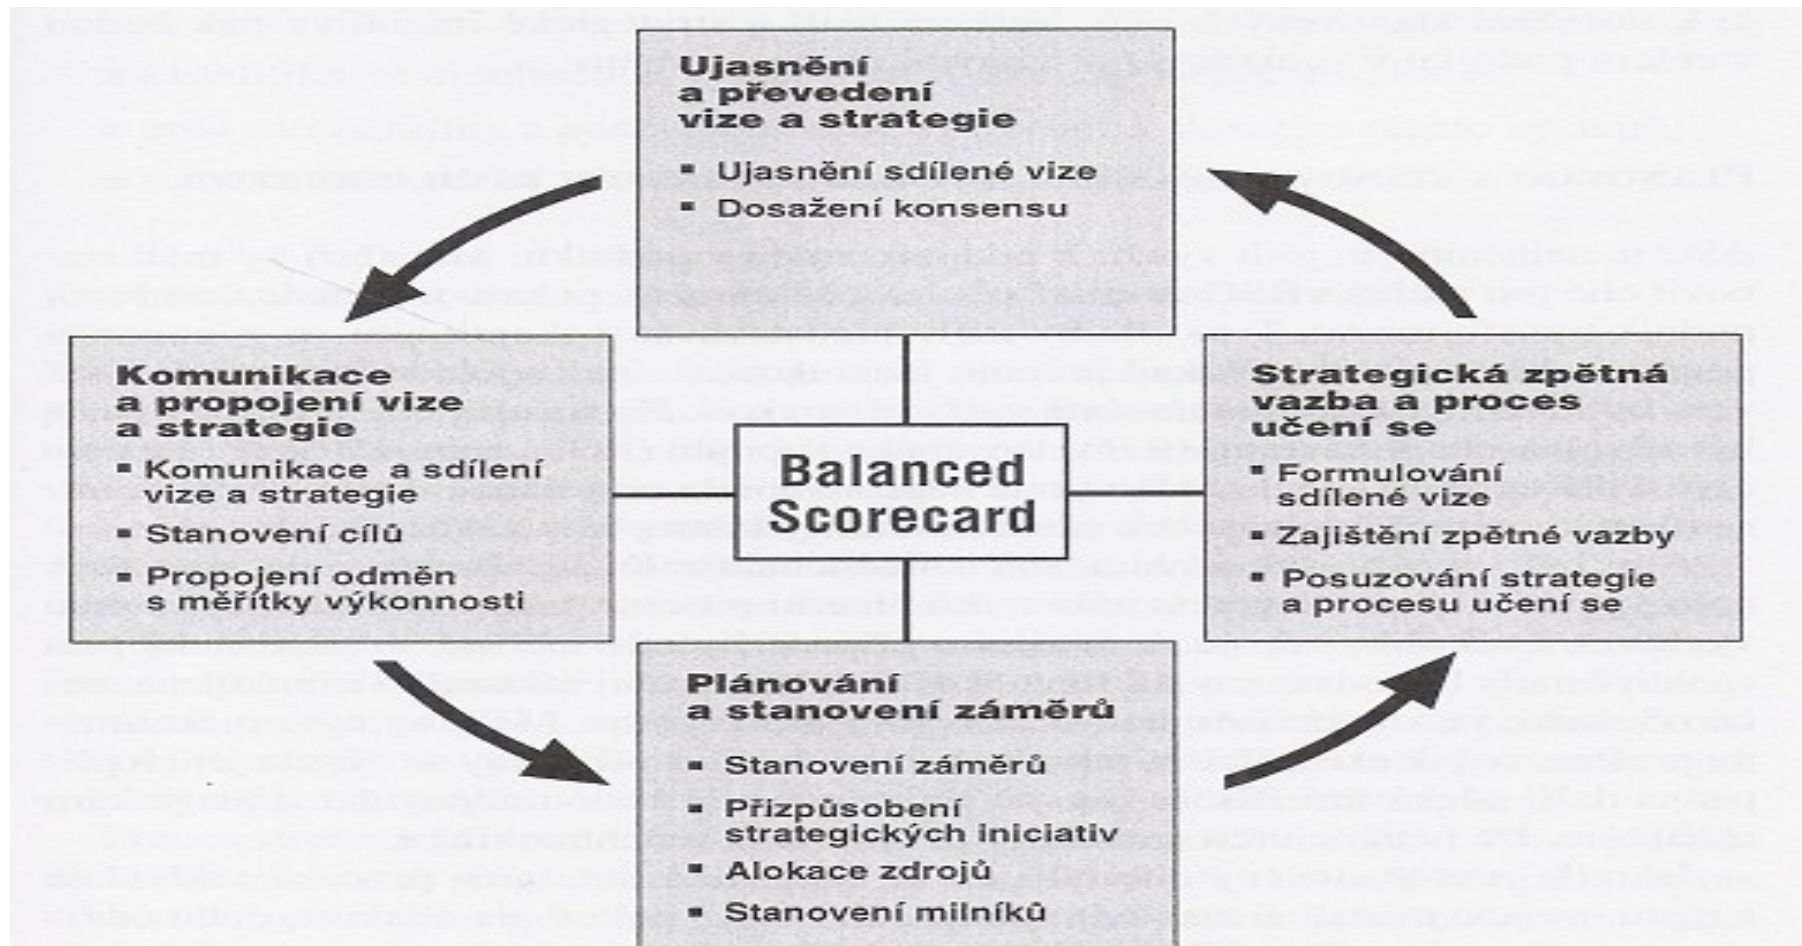 Ujasnění
a převedení
vize a strategie
▪ Ujasnění sdílené vize
▪ Dosažení konsensu
Komunikace
a propojení vize
a strategie
▪ Komunikace a sdílení
vize a strategie
▪ Stanovení cílů
▪ Propojení odměn
s měřítky výkonnosti
Balanced
Scorecard
Strategická zpětná
vazba a proces
učení se
▪ Formulování
sdílené vize
▪ Zajištění zpětné vazby
▪ Posuzování strategie
a procesu učení se
Plánování
a stanovení záměrů
▪ Stanovení záměrů
▪ Přizpůsobení
strategických iniciativ
▪ Alokace zdrojů
▪ Stanovení milníků